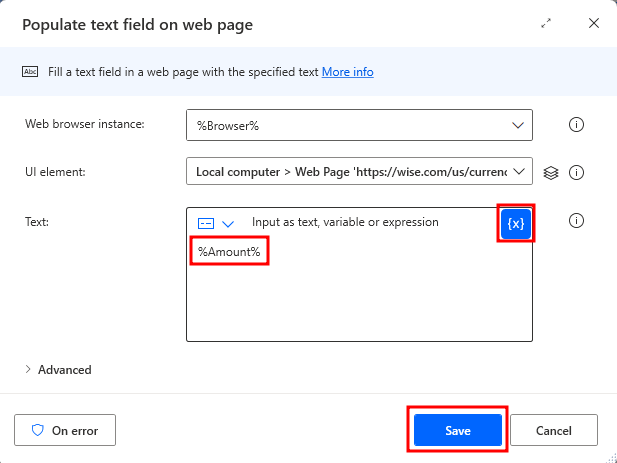 Populate text field on web page
Abc Fill a text field in a web page with the specified text More info
Web browser instance: %Browser%
UI element: Local computer > Web Page 'https://wise.com/us/currenc
Text: Input as text, variable or expression {x}
%Amount%
Advanced
On error Save Cancel